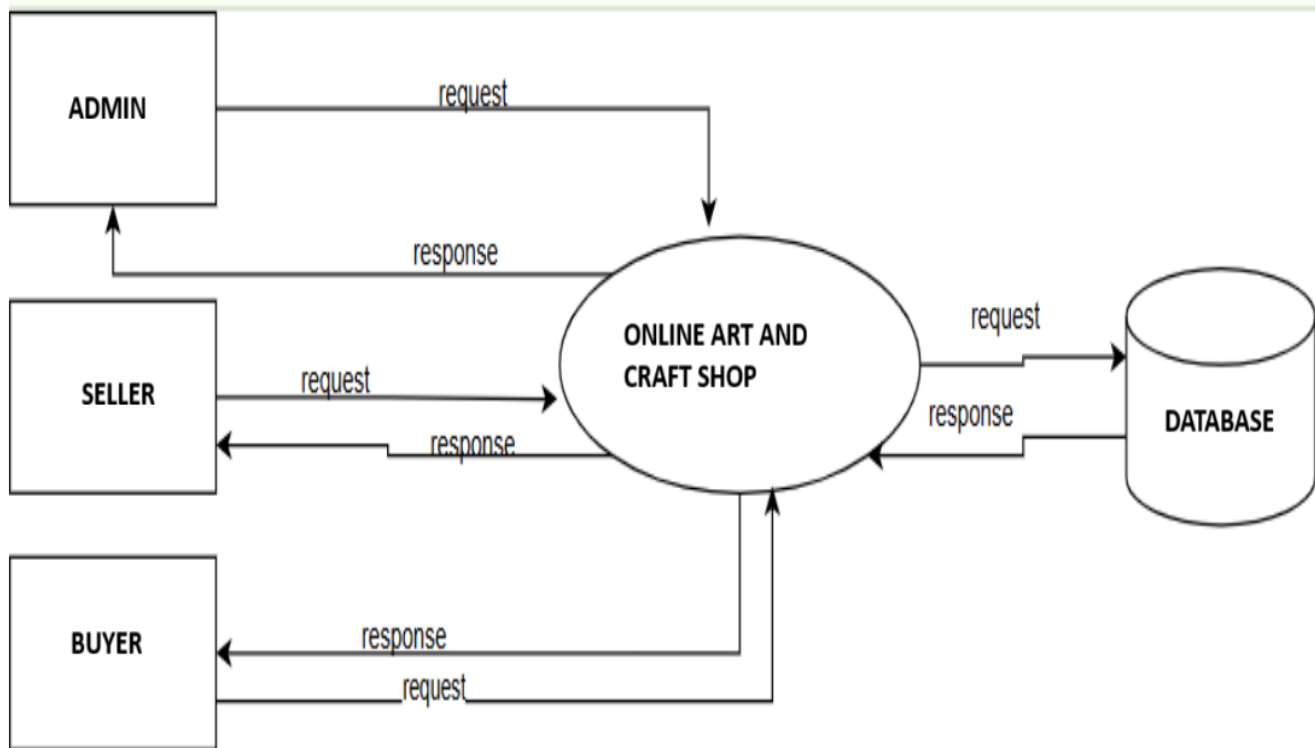 ADMIN
request
response
ONLINE ART AND
CRAFT SHOP
request
SELLER
request
response
response
DATABASE
BUYER
response
request